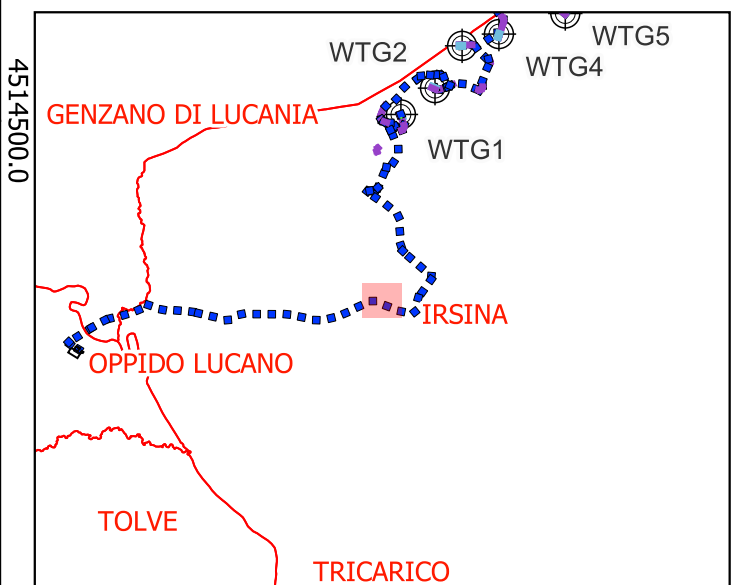 WTG5
WTG2
WTG4
GENZANO DI LUCANIA
WTG1
4514500.0
IRSINA
OPPIDO LUCANO
TOLVE
TRICARICO